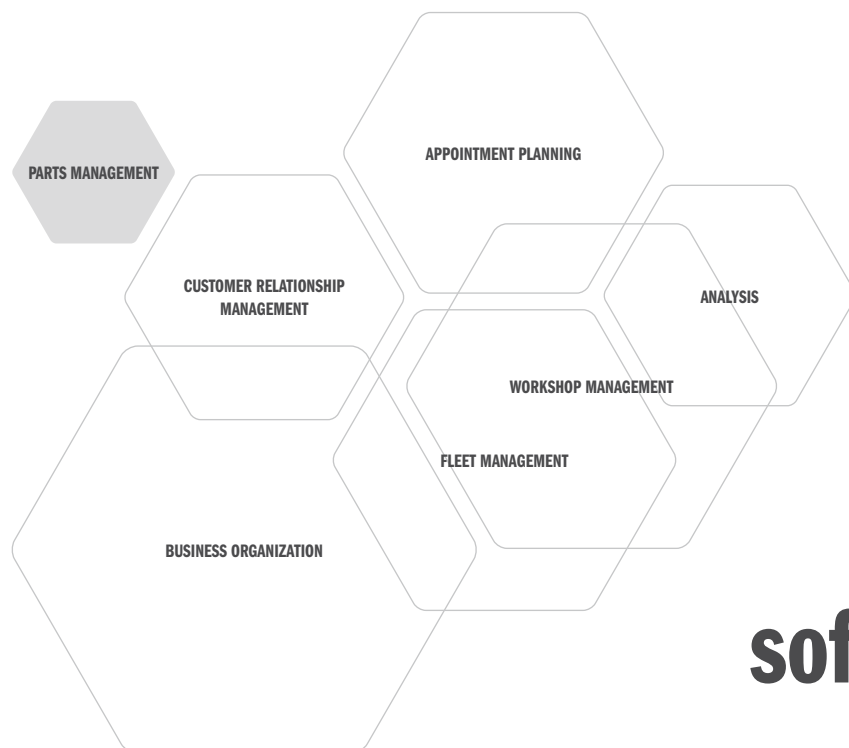 APPOINTMENT PLANNING
PARTS MANAGEMENT
CUSTOMER RELATIONSHIP
MANAGEMENT
ANALYSIS
WORKSHOP MANAGEMENT
FLEET MANAGEMENT
BUSINESS ORGANIZATION
sof